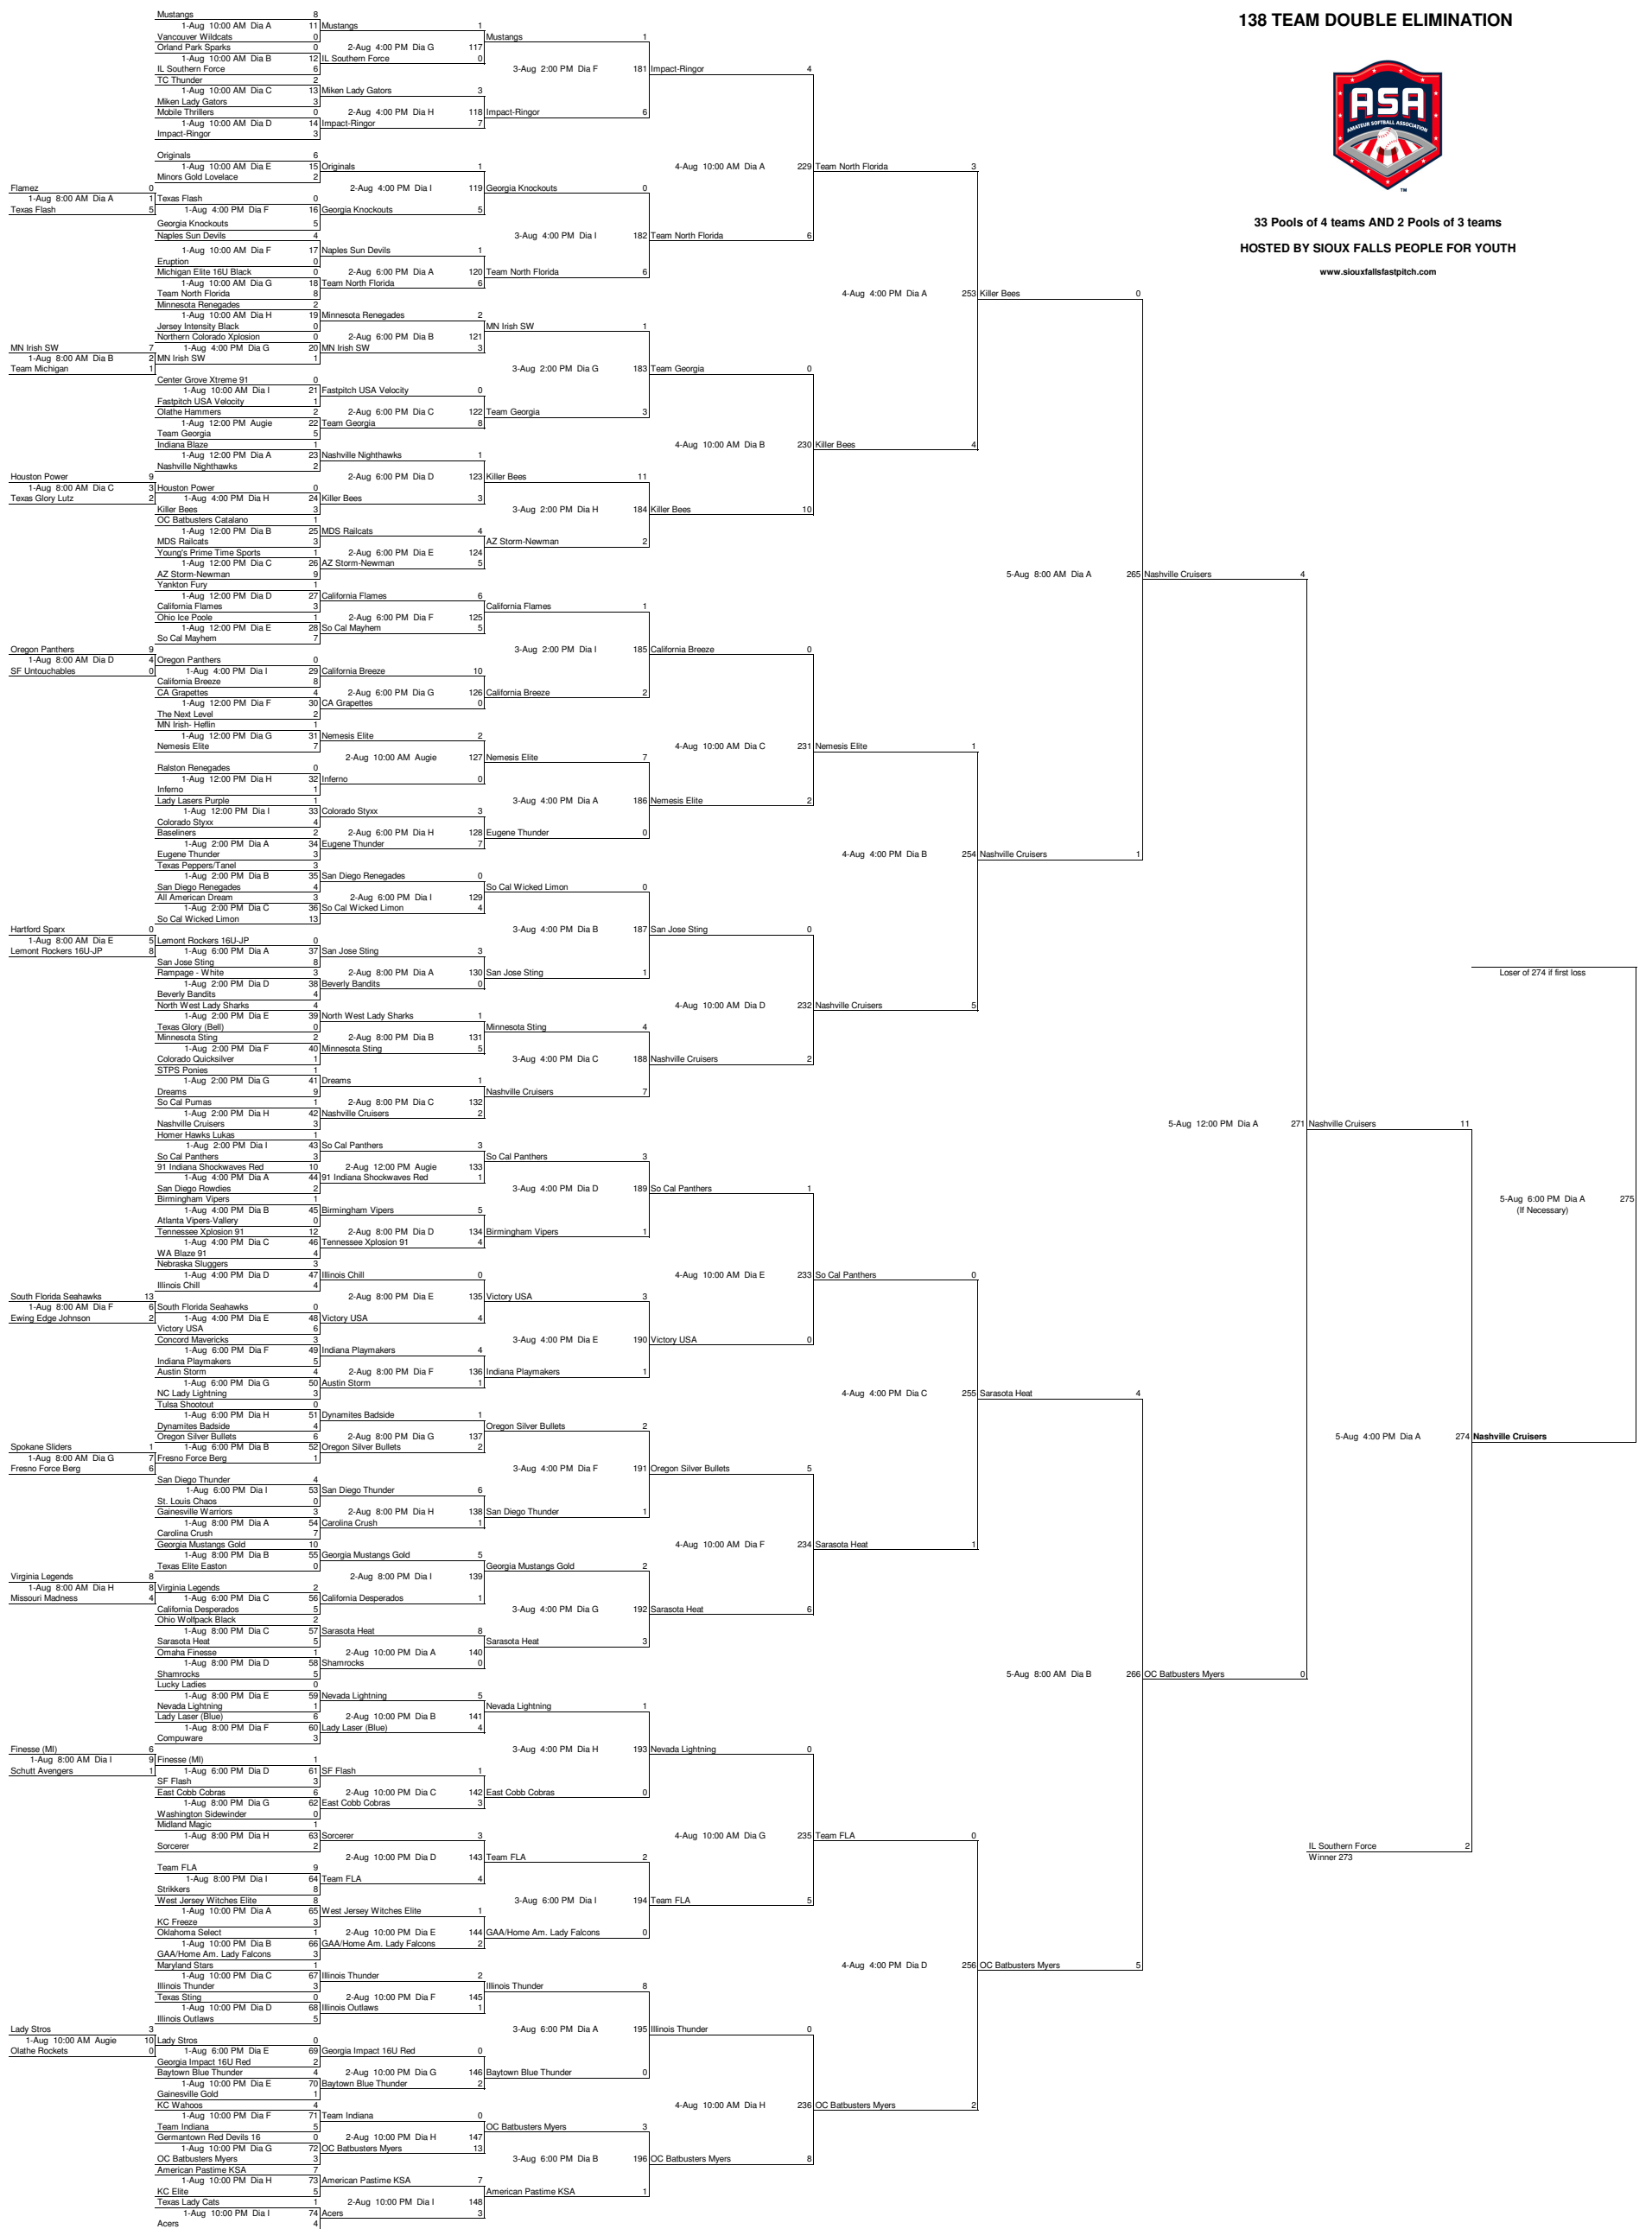 138 TEAM DOUBLE ELIMINATION
ASA
AMATEUR SOFTBALL ASSOCIATION
TM
33 Pools of 4 teams AND 2 Pools of 3 teams
HOSTED BY SIOUX FALLS PEOPLE FOR YOUTH
www.siouxfallsfastpitch.com
Mustangs 8
1-Aug 10:00 AM Dia A 11 Mustangs 1
Vancouver Wildcats 0 Mustangs 1
Orland Park Sparks 0 2-Aug 4:00 PM Dia G 117
1-Aug 10:00 AM Dia B 12 IL Southern Force 0
IL Southern Force 6 3-Aug 2:00 PM Dia F 181 Impact-Ringor 4
TC Thunder 2
1-Aug 10:00 AM Dia C 13 Miken Lady Gators 3
Miken Lady Gators 3
Mobile Thrillers 0 2-Aug 4:00 PM Dia H 118 Impact-Ringor 6
1-Aug 10:00 AM Dia D 14 Impact-Ringor 7
Impact-Ringor 3
Originals 6
1-Aug 10:00 AM Dia E 15 Originals 1 4-Aug 10:00 AM Dia A 229 Team North Florida 3
Minors Gold Lovelace 2
Flamez 0 2-Aug 4:00 PM Dia I 119 Georgia Knockouts 0
1-Aug 8:00 AM Dia A 1 Texas Flash 0
Texas Flash 5 1-Aug 4:00 PM Dia F 16 Georgia Knockouts 5
Georgia Knockouts 5
Naples Sun Devils 4 3-Aug 4:00 PM Dia I 182 Team North Florida 6
1-Aug 10:00 AM Dia F 17 Naples Sun Devils 1
Eruption 0
Michigan Elite 16U Black 0 2-Aug 6:00 PM Dia A 120 Team North Florida 6
1-Aug 10:00 AM Dia G 18 Team North Florida 6
Team North Florida 8 4-Aug 4:00 PM Dia A 253 Killer Bees 0
Minnesota Renegades 2
1-Aug 10:00 AM Dia H 19 Minnesota Renegades 2
Jersey Intensity Black 0 MN Irish SW 1
Northern Colorado Xplosion 0 2-Aug 6:00 PM Dia B 121
MN Irish SW 7 1-Aug 4:00 PM Dia G 20 MN Irish SW 3
1-Aug 8:00 AM Dia B 2 MN Irish SW 1
Team Michigan 1 3-Aug 2:00 PM Dia G 183 Team Georgia 0
Center Grove Xtreme 91 0
1-Aug 10:00 AM Dia I 21 Fastpitch USA Velocity 0
Fastpitch USA Velocity 1
Olathe Hammers 2 2-Aug 6:00 PM Dia C 122 Team Georgia 3
1-Aug 12:00 PM Augie 22 Team Georgia 8
Team Georgia 5
Indiana Blaze 1 4-Aug 10:00 AM Dia B 230 Killer Bees 4
1-Aug 12:00 PM Dia A 23 Nashville Nighthawks 1
Nashville Nighthawks 2
Houston Power 9 2-Aug 6:00 PM Dia D 123 Killer Bees 11
1-Aug 8:00 AM Dia C 3 Houston Power 0
Texas Glory Lutz 2 1-Aug 4:00 PM Dia H 24 Killer Bees 3
Killer Bees 3 3-Aug 2:00 PM Dia H 184 Killer Bees 10
OC Batbusters Catalano 1
1-Aug 12:00 PM Dia B 25 MDS Railcats 4
MDS Railcats 3 AZ Storm-Newman 2
Young's Prime Time Sports 1 2-Aug 6:00 PM Dia E 124
1-Aug 12:00 PM Dia C 26 AZ Storm-Newman 5
AZ Storm-Newman 9 5-Aug 8:00 AM Dia A 265 Nashville Cruisers 4
Yankton Fury 1
1-Aug 12:00 PM Dia D 27 California Flames 6
California Flames 3 California Flames 1
Ohio Ice Poole 1 2-Aug 6:00 PM Dia F 125
1-Aug 12:00 PM Dia E 28 So Cal Mayhem 5
So Cal Mayhem 7
Oregon Panthers 9 3-Aug 2:00 PM Dia I 185 California Breeze 0
1-Aug 8:00 AM Dia D 4 Oregon Panthers 0
SF Untouchables 0 1-Aug 4:00 PM Dia I 29 California Breeze 10
California Breeze 8
CA Grapettes 4 2-Aug 6:00 PM Dia G 126 California Breeze 2
1-Aug 12:00 PM Dia F 30 CA Grapettes 0
The Next Level 2
MN Irish- Heflin 1
1-Aug 12:00 PM Dia G 31 Nemesis Elite 2
Nemesis Elite 7 4-Aug 10:00 AM Dia C 231 Nemesis Elite 1
2-Aug 10:00 AM Augie 127 Nemesis Elite 7
Ralston Renegades 0
1-Aug 12:00 PM Dia H 32 Inferno 0
Inferno 1
Lady Lasers Purple 1 3-Aug 4:00 PM Dia A 186 Nemesis Elite 2
1-Aug 12:00 PM Dia I 33 Colorado Styxx 3
Colorado Styxx 4
Baseliners 2 2-Aug 6:00 PM Dia H 128 Eugene Thunder 0
1-Aug 2:00 PM Dia A 34 Eugene Thunder 7
Eugene Thunder 3 4-Aug 4:00 PM Dia B 254 Nashville Cruisers 1
Texas Peppers/Tanel 3
1-Aug 2:00 PM Dia B 35 San Diego Renegades 0
San Diego Renegades 4 So Cal Wicked Limon 0
All American Dream 3 2-Aug 6:00 PM Dia I 129
1-Aug 2:00 PM Dia C 36 So Cal Wicked Limon 4
So Cal Wicked Limon 13
Hartford Sparx 0 3-Aug 4:00 PM Dia B 187 San Jose Sting 0
1-Aug 8:00 AM Dia E 5 Lemont Rockers 16U-JP 0
Lemont Rockers 16U-JP 8 1-Aug 6:00 PM Dia A 37 San Jose Sting 3
San Jose Sting 8
Rampage - White 3 2-Aug 8:00 PM Dia A 130 San Jose Sting 1 Loser of 274 if first loss
1-Aug 2:00 PM Dia D 38 Beverly Bandits 0
Beverly Bandits 4
North West Lady Sharks 4 4-Aug 10:00 AM Dia D 232 Nashville Cruisers 5
1-Aug 2:00 PM Dia E 39 North West Lady Sharks 1
Texas Glory (Bell) 0 Minnesota Sting 4
Minnesota Sting 2 2-Aug 8:00 PM Dia B 131
1-Aug 2:00 PM Dia F 40 Minnesota Sting 5
Colorado Quicksilver 1 3-Aug 4:00 PM Dia C 188 Nashville Cruisers 2
STPS Ponies 1
1-Aug 2:00 PM Dia G 41 Dreams 1
Dreams 9 Nashville Cruisers 7
So Cal Pumas 1 2-Aug 8:00 PM Dia C 132
1-Aug 2:00 PM Dia H 42 Nashville Cruisers 2
Nashville Cruisers 3 5-Aug 12:00 PM Dia A 271 Nashville Cruisers 11
Homer Hawks Lukas 1
1-Aug 2:00 PM Dia I 43 So Cal Panthers 3
So Cal Panthers 3 So Cal Panthers 3
91 Indiana Shockwaves Red 10 2-Aug 12:00 PM Augie 133
1-Aug 4:00 PM Dia A 44 91 Indiana Shockwaves Red 1
San Diego Rowdies 2 3-Aug 4:00 PM Dia D 189 So Cal Panthers 1
Birmingham Vipers 1 5-Aug 6:00 PM Dia A 275
1-Aug 4:00 PM Dia B 45 Birmingham Vipers 5 (If Necessary)
Atlanta Vipers-Vallery 0
Tennessee Xplosion 91 12 2-Aug 8:00 PM Dia D 134 Birmingham Vipers 1
1-Aug 4:00 PM Dia C 46 Tennessee Xplosion 91 4
WA Blaze 91 4
Nebraska Sluggers 3
1-Aug 4:00 PM Dia D 47 Illinois Chill 0 4-Aug 10:00 AM Dia E 233 So Cal Panthers 0
Illinois Chill 4
South Florida Seahawks 13 2-Aug 8:00 PM Dia E 135 Victory USA 3
1-Aug 8:00 AM Dia F 6 South Florida Seahawks 0
Ewing Edge Johnson 2 1-Aug 4:00 PM Dia E 48 Victory USA 4
Victory USA 6
Concord Mavericks 3 3-Aug 4:00 PM Dia E 190 Victory USA 0
1-Aug 6:00 PM Dia F 49 Indiana Playmakers 4
Indiana Playmakers 5
Austin Storm 4 2-Aug 8:00 PM Dia F 136 Indiana Playmakers 1
1-Aug 6:00 PM Dia G 50 Austin Storm 1
NC Lady Lightning 3 4-Aug 4:00 PM Dia C 255 Sarasota Heat 4
Tulsa Shootout 0
1-Aug 6:00 PM Dia H 51 Dynamites Badside 1
Dynamites Badside 4 Oregon Silver Bullets 2
Oregon Silver Bullets 6 2-Aug 8:00 PM Dia G 137 5-Aug 4:00 PM Dia A 274 Nashville Cruisers
Spokane Sliders 1 1-Aug 6:00 PM Dia B 52 Oregon Silver Bullets 2
1-Aug 8:00 AM Dia G 7 Fresno Force Berg 1
Fresno Force Berg 6 3-Aug 4:00 PM Dia F 191 Oregon Silver Bullets 5
San Diego Thunder 4
1-Aug 6:00 PM Dia I 53 San Diego Thunder 6
St. Louis Chaos 0
Gainesville Warriors 3 2-Aug 8:00 PM Dia H 138 San Diego Thunder 1
1-Aug 8:00 PM Dia A 54 Carolina Crush 1
Carolina Crush 7
Georgia Mustangs Gold 10 4-Aug 10:00 AM Dia F 234 Sarasota Heat 1
1-Aug 8:00 PM Dia B 55 Georgia Mustangs Gold 5
Texas Elite Easton 0 Georgia Mustangs Gold 2
Virginia Legends 8 2-Aug 8:00 PM Dia I 139
1-Aug 8:00 AM Dia H 8 Virginia Legends 2
Missouri Madness 4 1-Aug 6:00 PM Dia C 56 California Desperados 1
California Desperados 5 3-Aug 4:00 PM Dia G 192 Sarasota Heat 6
Ohio Wolfpack Black 2
1-Aug 8:00 PM Dia C 57 Sarasota Heat 8
Sarasota Heat 5 Sarasota Heat 3
Omaha Finesse 1 2-Aug 10:00 PM Dia A 140
1-Aug 8:00 PM Dia D 58 Shamrocks 0
Shamrocks 5 5-Aug 8:00 AM Dia B 266 OC Batbusters Myers 0
Lucky Ladies 0
1-Aug 8:00 PM Dia E 59 Nevada Lightning 5
Nevada Lightning 1 Nevada Lightning 1
Lady Laser (Blue) 6 2-Aug 10:00 PM Dia B 141
1-Aug 8:00 PM Dia F 60 Lady Laser (Blue) 4
Compuware 3
Finesse (MI) 6 3-Aug 4:00 PM Dia H 193 Nevada Lightning 0
1-Aug 8:00 AM Dia I 9 Finesse (MI) 1
Schutt Avengers 1 1-Aug 6:00 PM Dia D 61 SF Flash 1
SF Flash 3
East Cobb Cobras 6 2-Aug 10:00 PM Dia C 142 East Cobb Cobras 0
1-Aug 8:00 PM Dia G 62 East Cobb Cobras 3
Washington Sidewinder 0
Midland Magic 1
1-Aug 8:00 PM Dia H 63 Sorcerer 3 4-Aug 10:00 AM Dia G 235 Team FLA 0
Sorcerer 2 IL Southern Force 2
2-Aug 10:00 PM Dia D 143 Team FLA 2 Winner 273
Team FLA 9
1-Aug 8:00 PM Dia I 64 Team FLA 4
Strikkers 8
West Jersey Witches Elite 8 3-Aug 6:00 PM Dia I 194 Team FLA 5
1-Aug 10:00 PM Dia A 65 West Jersey Witches Elite 1
KC Freeze 3
Oklahoma Select 1 2-Aug 10:00 PM Dia E 144 GAA/Home Am. Lady Falcons 0
1-Aug 10:00 PM Dia B 66 GAA/Home Am. Lady Falcons 2
GAA/Home Am. Lady Falcons 3
Maryland Stars 1 4-Aug 4:00 PM Dia D 256 OC Batbusters Myers 5
1-Aug 10:00 PM Dia C 67 Illinois Thunder 2
Illinois Thunder 3 Illinois Thunder 8
Texas Sting 0 2-Aug 10:00 PM Dia F 145
1-Aug 10:00 PM Dia D 68 Illinois Outlaws 1
Illinois Outlaws 5
Lady Stros 3 3-Aug 6:00 PM Dia A 195 Illinois Thunder 0
1-Aug 10:00 AM Augie 10 Lady Stros 0
Olathe Rockets 0 1-Aug 6:00 PM Dia E 69 Georgia Impact 16U Red 0
Georgia Impact 16U Red 2
Baytown Blue Thunder 4 2-Aug 10:00 PM Dia G 146 Baytown Blue Thunder 0
1-Aug 10:00 PM Dia E 70 Baytown Blue Thunder 2
Gainesville Gold 1
KC Wahoos 4 4-Aug 10:00 AM Dia H 236 OC Batbusters Myers 2
1-Aug 10:00 PM Dia F 71 Team Indiana 0
Team Indiana 5 OC Batbusters Myers 3
Germantown Red Devils 16 0 2-Aug 10:00 PM Dia H 147
1-Aug 10:00 PM Dia G 72 OC Batbusters Myers 13
OC Batbusters Myers 3 3-Aug 6:00 PM Dia B 196 OC Batbusters Myers 8
American Pastime KSA 7
1-Aug 10:00 PM Dia H 73 American Pastime KSA 7
KC Elite 5 American Pastime KSA 1
Texas Lady Cats 1 2-Aug 10:00 PM Dia I 148
1-Aug 10:00 PM Dia I 74 Acers 3
Acers 4